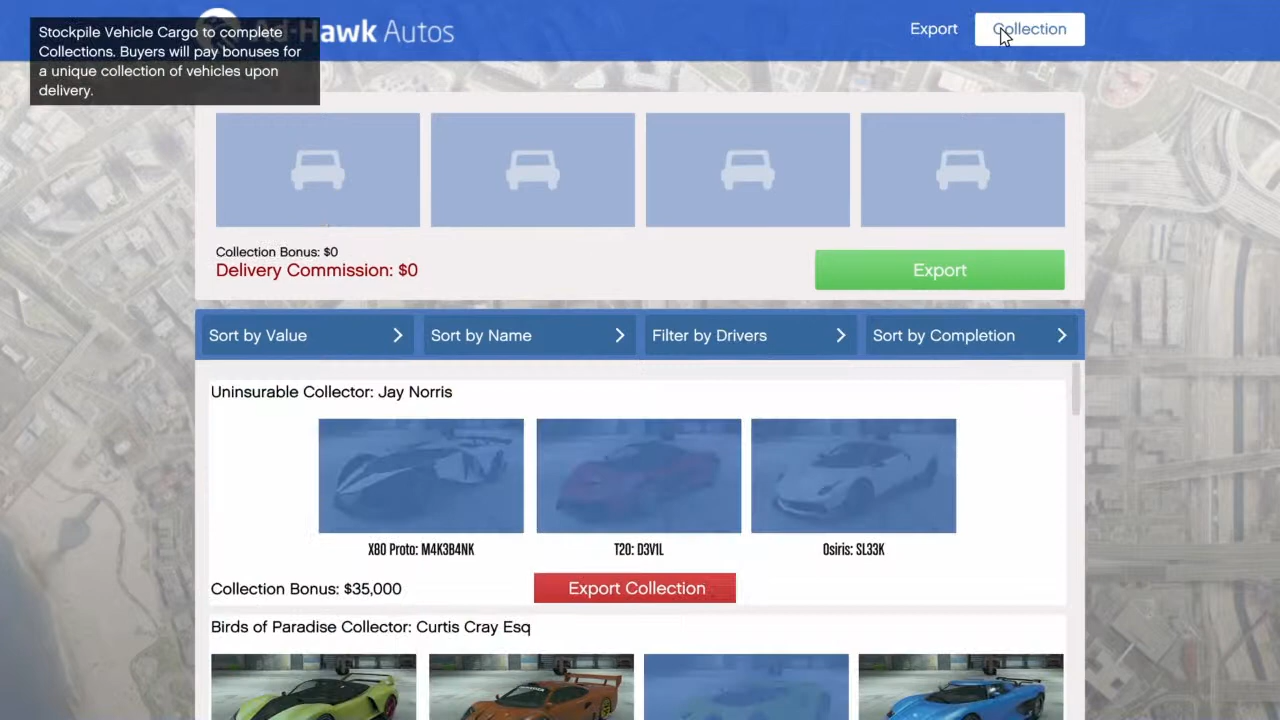 Stockpile Vehicle Cargo to complete
Collections. Buyers will pay bonuses for
a unique collection of vehicles upon
delivery.
Hawk Autos
Export
Collection
Collection Bonus: $0
Delivery Commission: $0
Export
Sort by Value
Sort by Name
Filter by Drivers
Sort by Completion
Uninsurable Collector: Jay Norris
X80 Proto: M4K3B4NK
T20: D3V1L
Osiris: SL33K
Collection Bonus: $35,000
Export Collection
Birds of Paradise Collector: Curtis Cray Esq